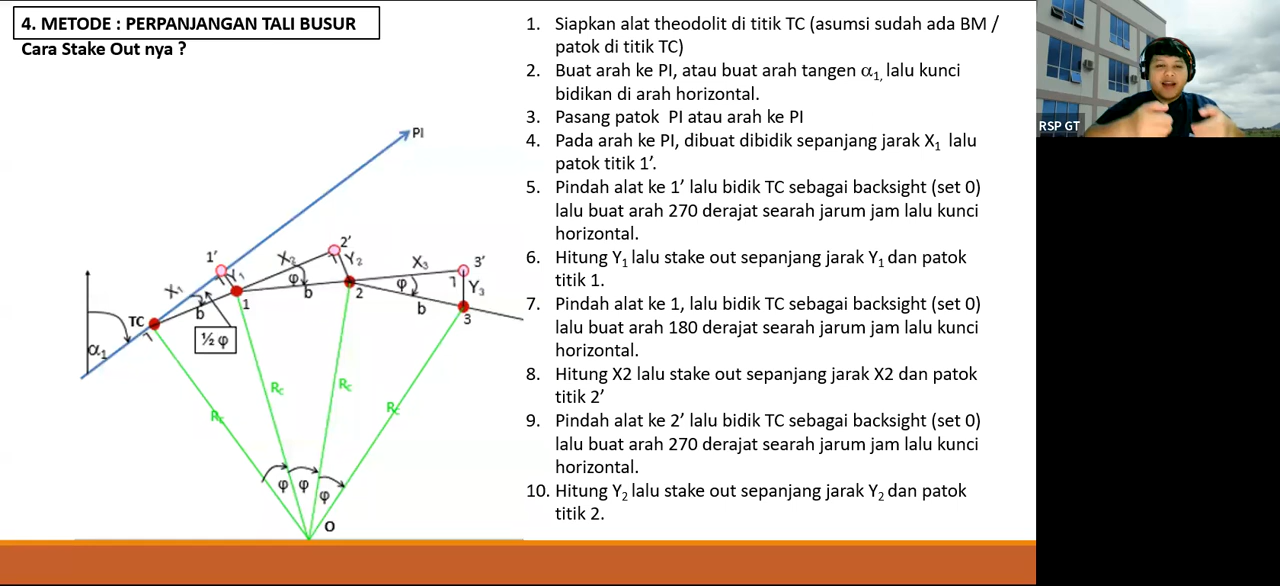 4. METODE : PERPANJANGAN TALI BUSUR
Cara Stake Out nya ?
1. Siapkan alat theodolit di titik TC (asumsi sudah ada BM /
patok di titik TC)
2. Buat arah ke PI, atau buat arah tangen α₁, lalu kunci
bidikan di arah horizontal.
3. Pasang patok PI atau arah ke PI
4. Pada arah ke PI, dibuat dibidik sepanjang jarak X₁ lalu
patok titik 1’.
5. Pindah alat ke 1’ lalu bidik TC sebagai backsight (set 0)
lalu buat arah 270 derajat searah jarum jam lalu kunci
horizontal.
6. Hitung Y₁ lalu stake out sepanjang jarak Y₁ dan patok
titik 1.
7. Pindah alat ke 1, lalu bidik TC sebagai backsight (set 0)
lalu buat arah 180 derajat searah jarum jam lalu kunci
horizontal.
8. Hitung X2 lalu stake out sepanjang jarak X2 dan patok
titik 2’
9. Pindah alat ke 2’ lalu bidik TC sebagai backsight (set 0)
lalu buat arah 270 derajat searah jarum jam lalu kunci
horizontal.
10. Hitung Y₂ lalu stake out sepanjang jarak Y₂ dan patok
titik 2.
PI
1’
2’
3’
X₁
Y₁
X₂
Y₂
X₃
Y₃
φ
φ
b
b
b
TC
1
2
3
½ φ
α₁
R꜀
R꜀
R꜀
R꜀
φ
φ
φ
O
RSP GT